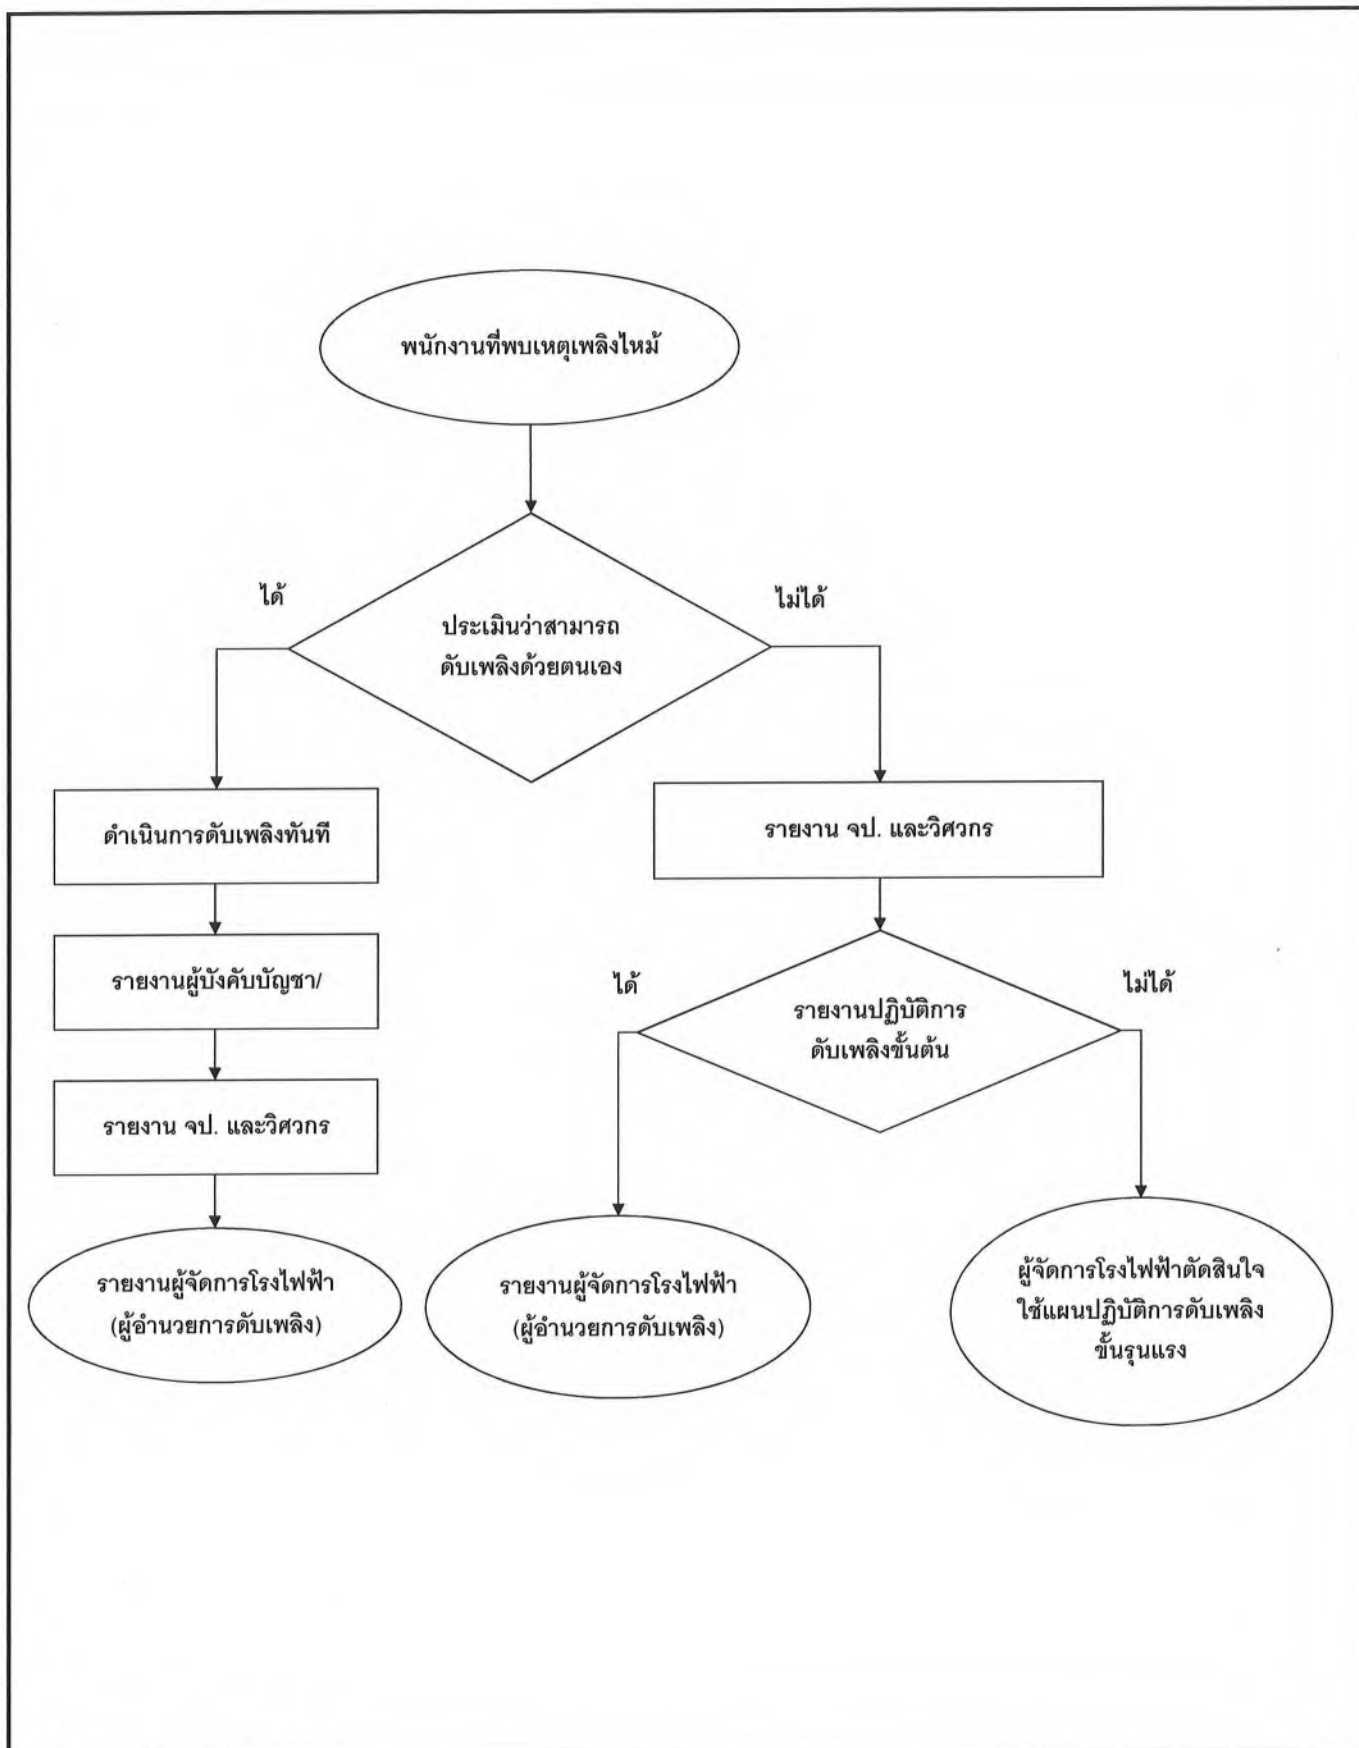 พนักงานที่พบเหตุเพลิงไหม้
ได้
ไม่ได้
ประเมินว่าสามารถ
ดับเพลิงด้วยตนเอง
ดำเนินการดับเพลิงทันที
รายงาน จป. และวิศวกร
รายงานผู้บังคับบัญชา/
ได้
ไม่ได้
รายงานปฏิบัติการ
ดับเพลิงขั้นต้น
รายงาน จป. และวิศวกร
รายงานผู้จัดการโรงไฟฟ้า
(ผู้อำนวยการดับเพลิง)
รายงานผู้จัดการโรงไฟฟ้า
(ผู้อำนวยการดับเพลิง)
ผู้จัดการโรงไฟฟ้าตัดสินใจ
ใช้แผนปฏิบัติการดับเพลิง
ขั้นรุนแรง